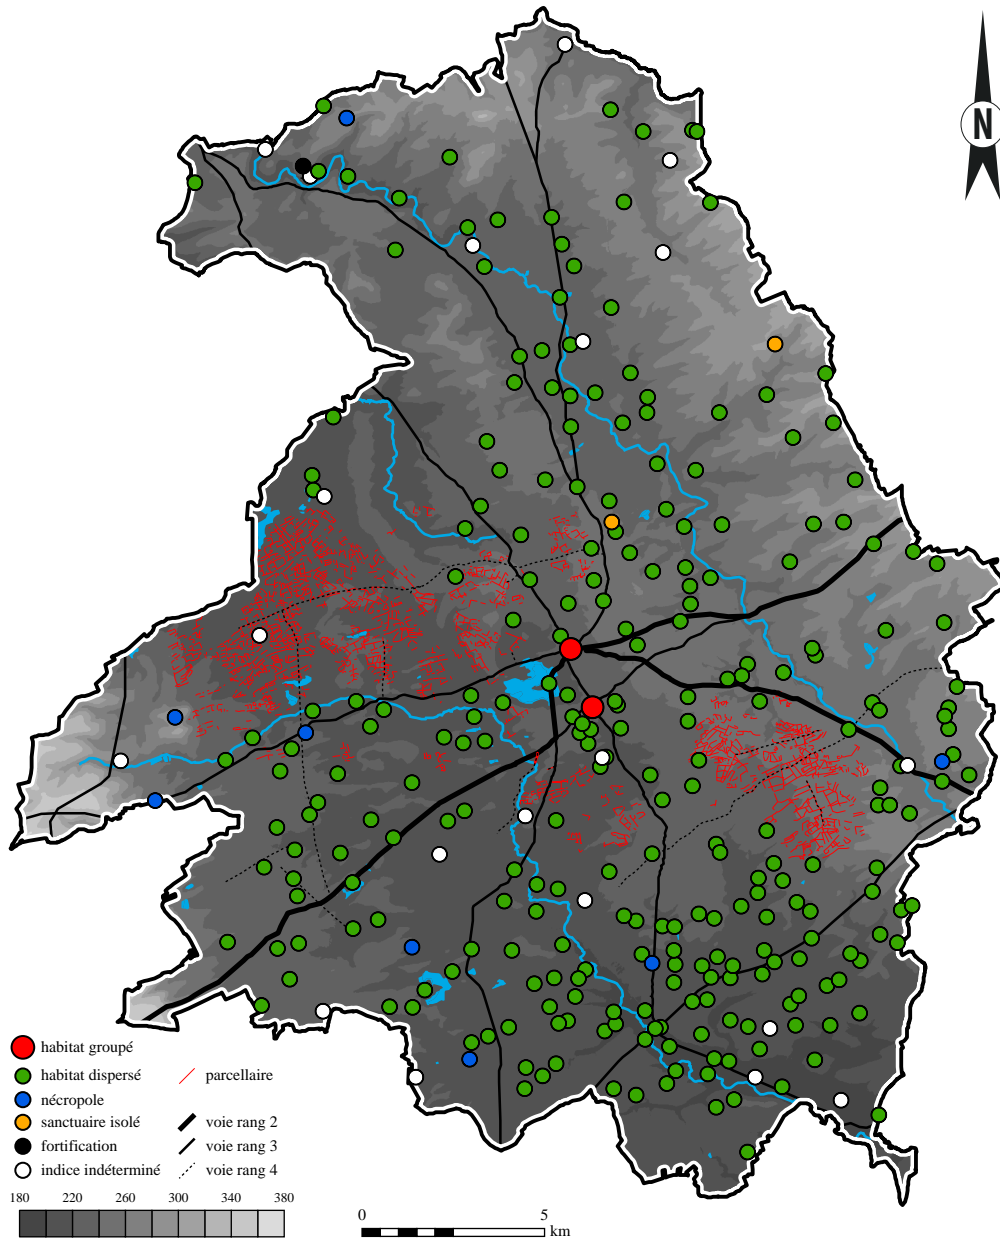 N
habitat groupé
habitat dispersé
parcellaire
nécropole
sanctuaire isolé
voie rang 2
fortification
voie rang 3
indice indéterminé
voie rang 4
180 220 260 300 340 380
0 5
km